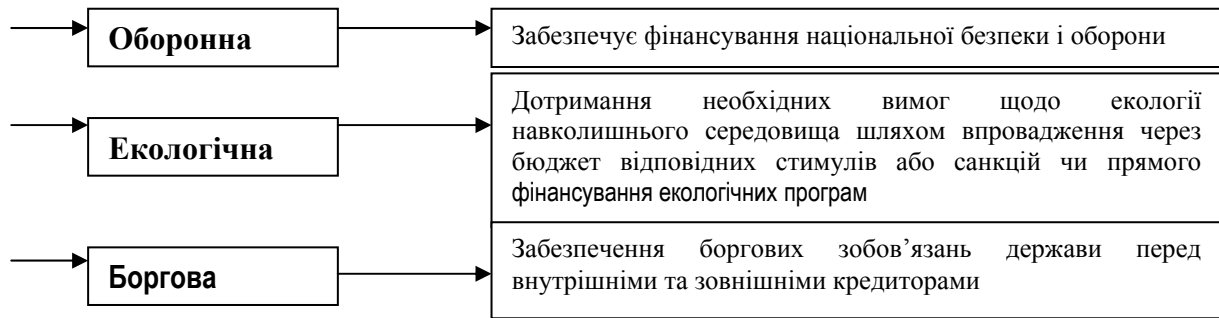 Оборонна
Забезпечує фінансування національної безпеки і оборони
Екологічна
Дотримання необхідних вимог щодо екології
навколишнього середовища шляхом впровадження через
бюджет відповідних стимулів або санкцій чи прямого
фінансування екологічних програм
Боргова
Забезпечення боргових зобов’язань держави перед
внутрішніми та зовнішніми кредиторами